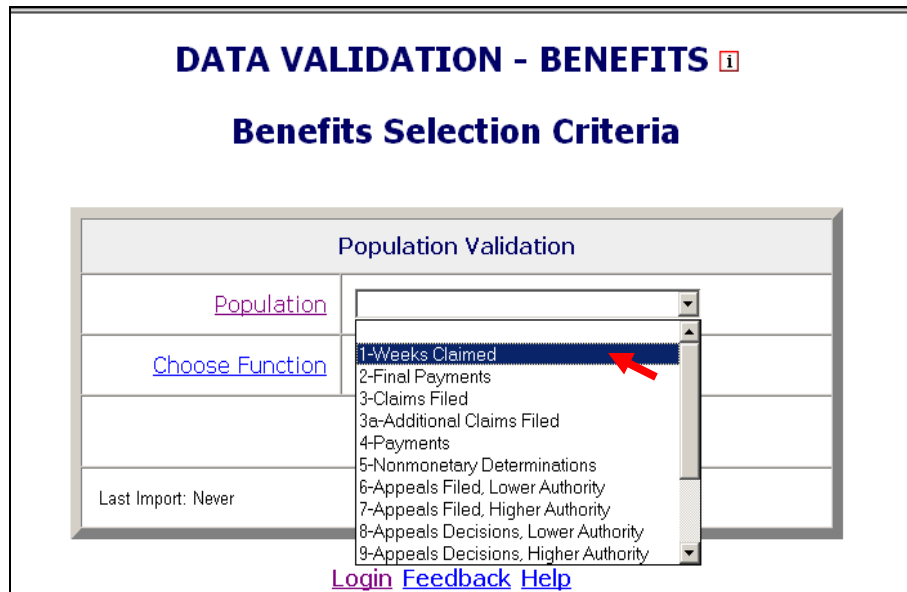 DATA VALIDATION - BENEFITS i
Benefits Selection Criteria
Population Validation
Population
Choose Function
1-Weeks Claimed
2-Final Payments
3-Claims Filed
3a-Additional Claims Filed
4-Payments
5-Nonmonetary Determinations
6-Appeals Filed, Lower Authority
7-Appeals Filed, Higher Authority
8-Appeals Decisions, Lower Authority
9-Appeals Decisions, Higher Authority
Last Import: Never
Login Feedback Help